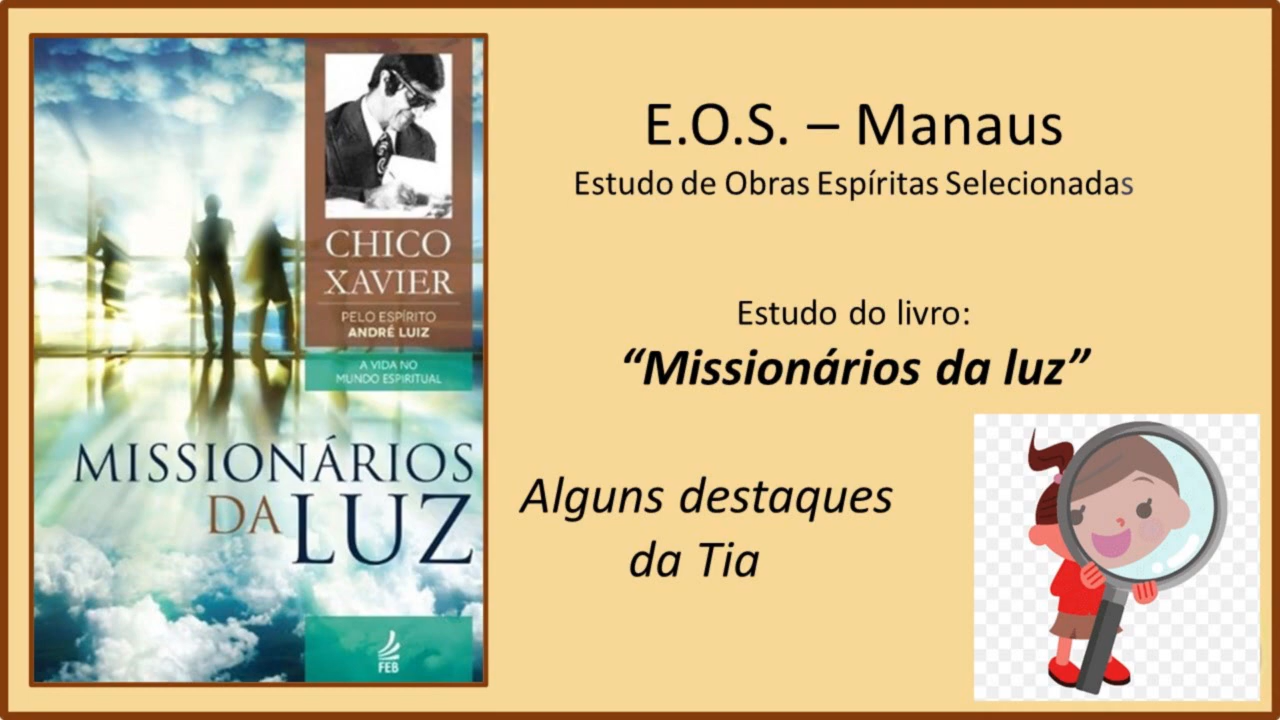 CHICO
XAVIER
PELO ESPÍRITO
ANDRÉ LUIZ
A VIDA NO
MUNDO ESPIRITUAL
MISSIONÁRIOS
DA LUZ
FEB
E.O.S. – Manaus
Estudo de Obras Espíritas Selecionadas
Estudo do livro:
“Missionários da luz”
Alguns destaques
da Tia